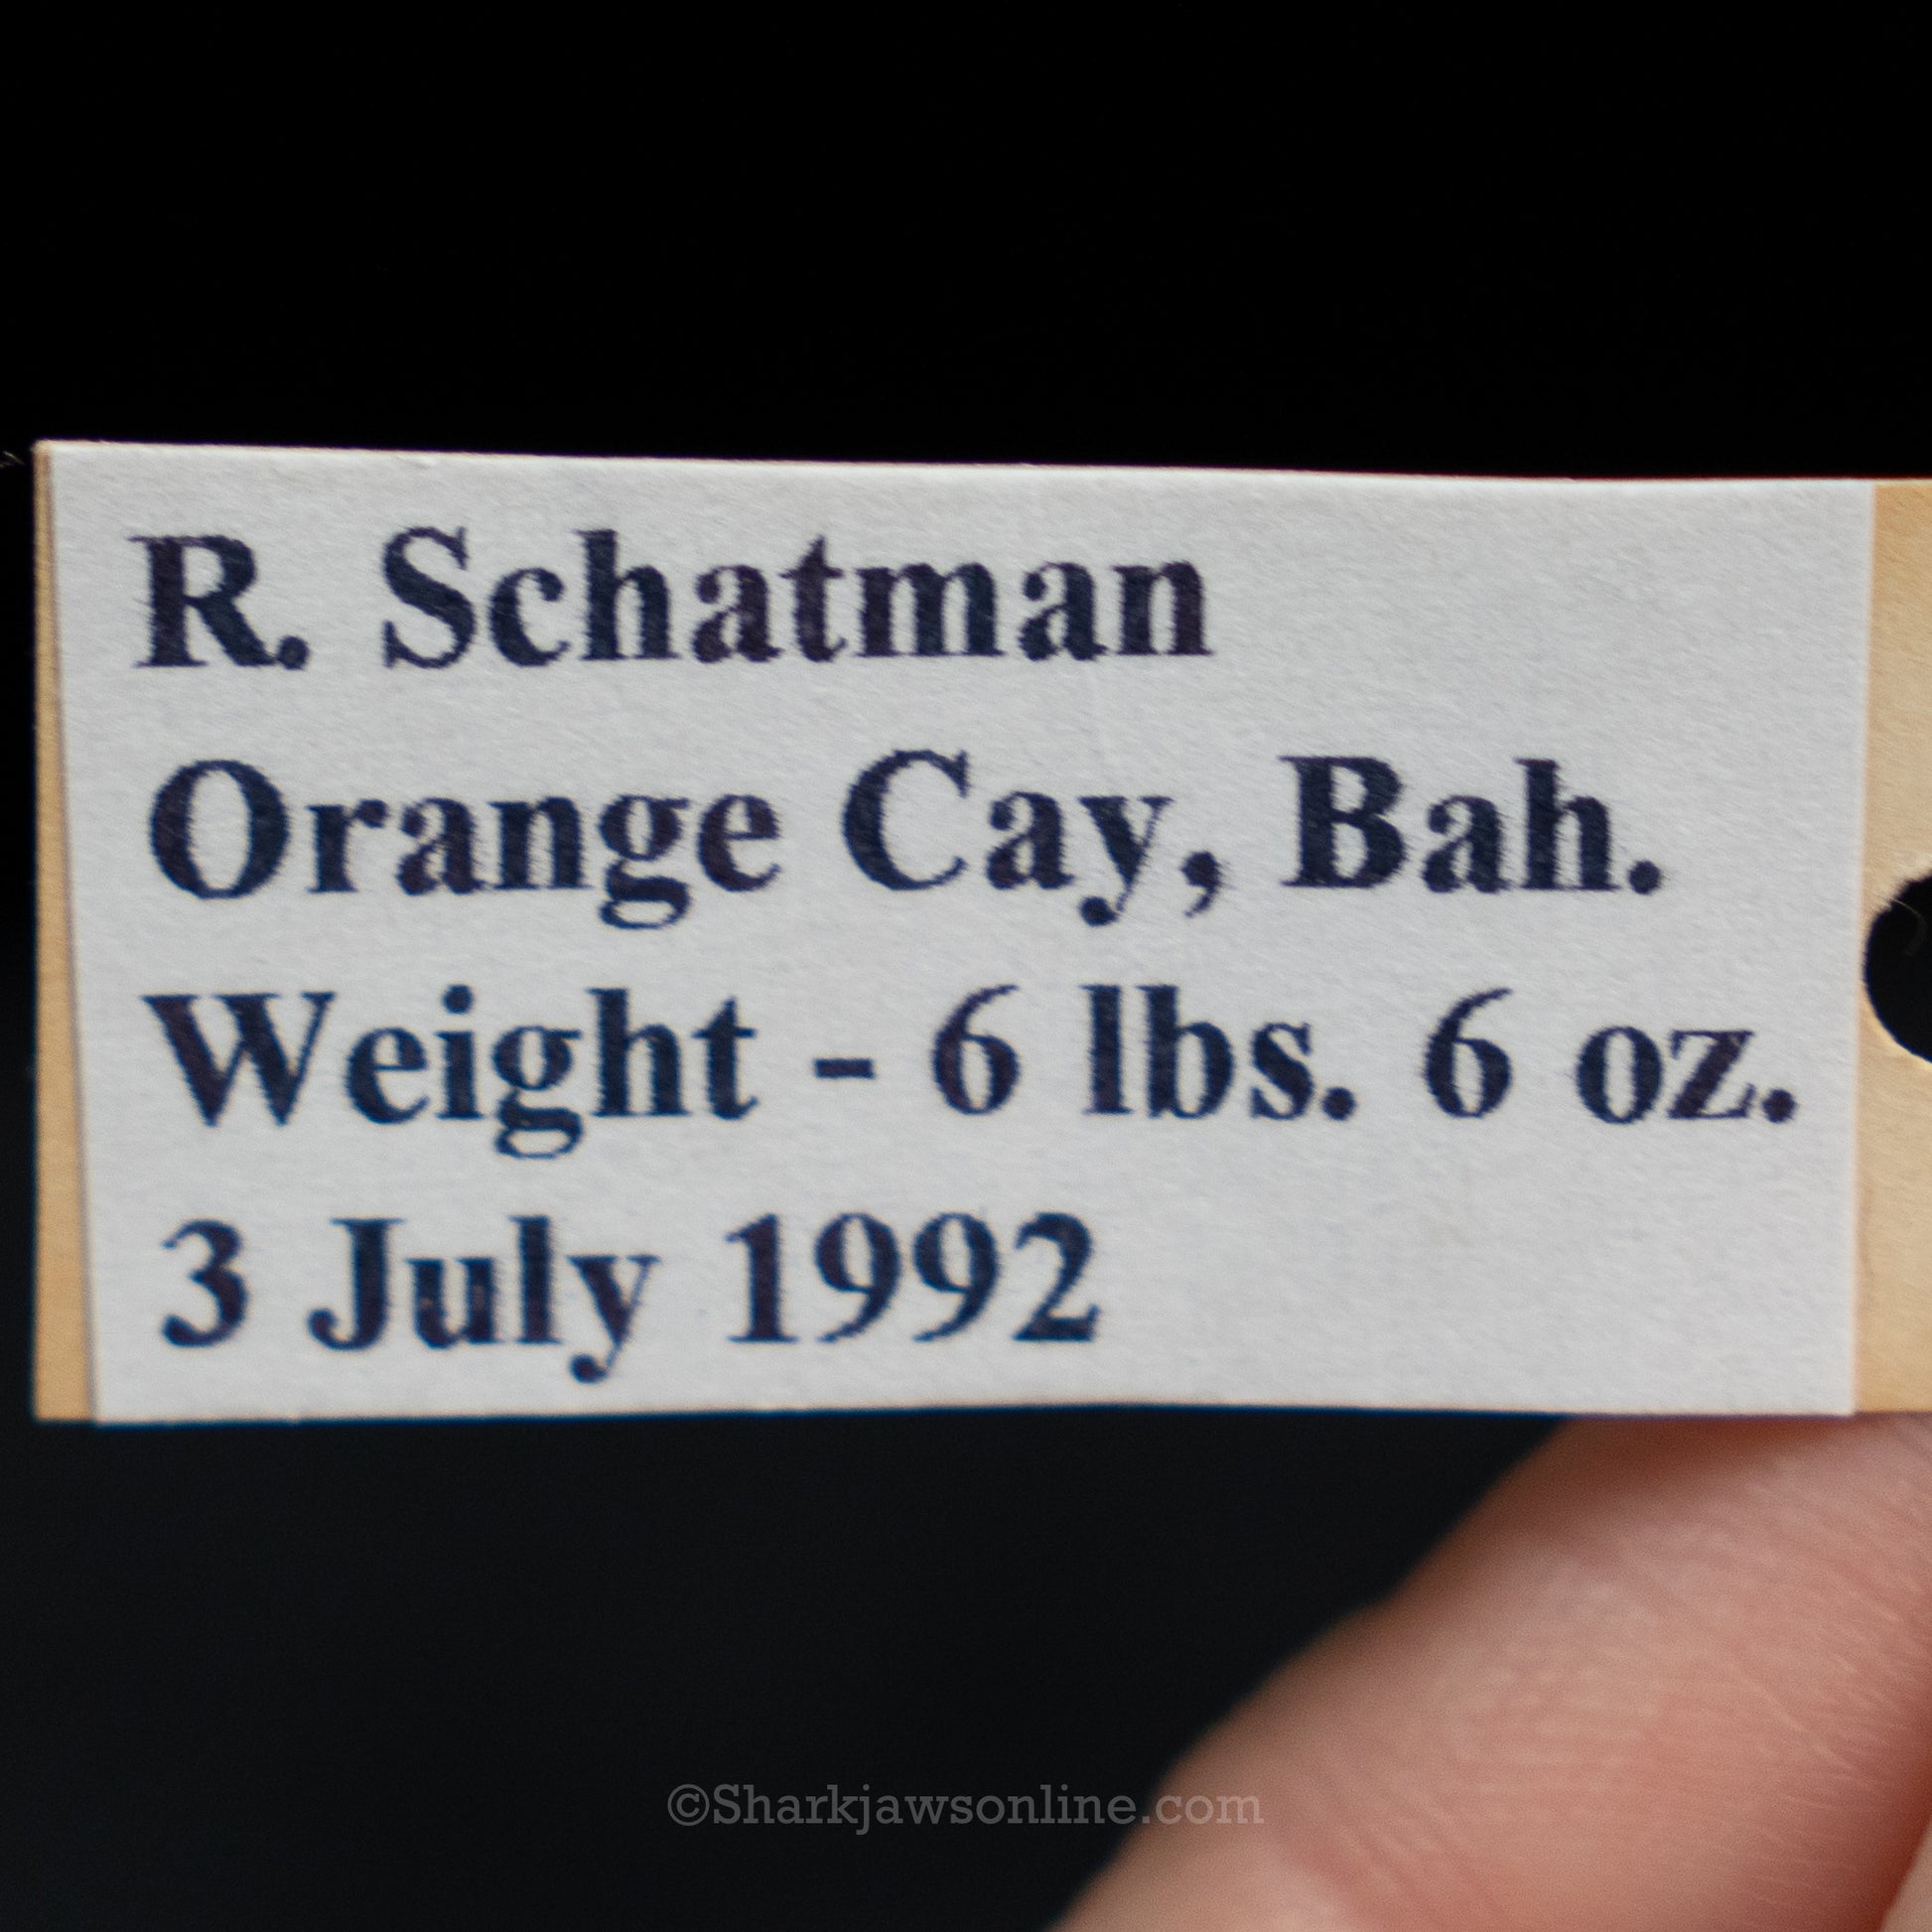 R. Schatman
Orange Cay, Bah.
Weight - 6 lbs. 6 oz.
3 July 1992
©Sharkjawsonline.com